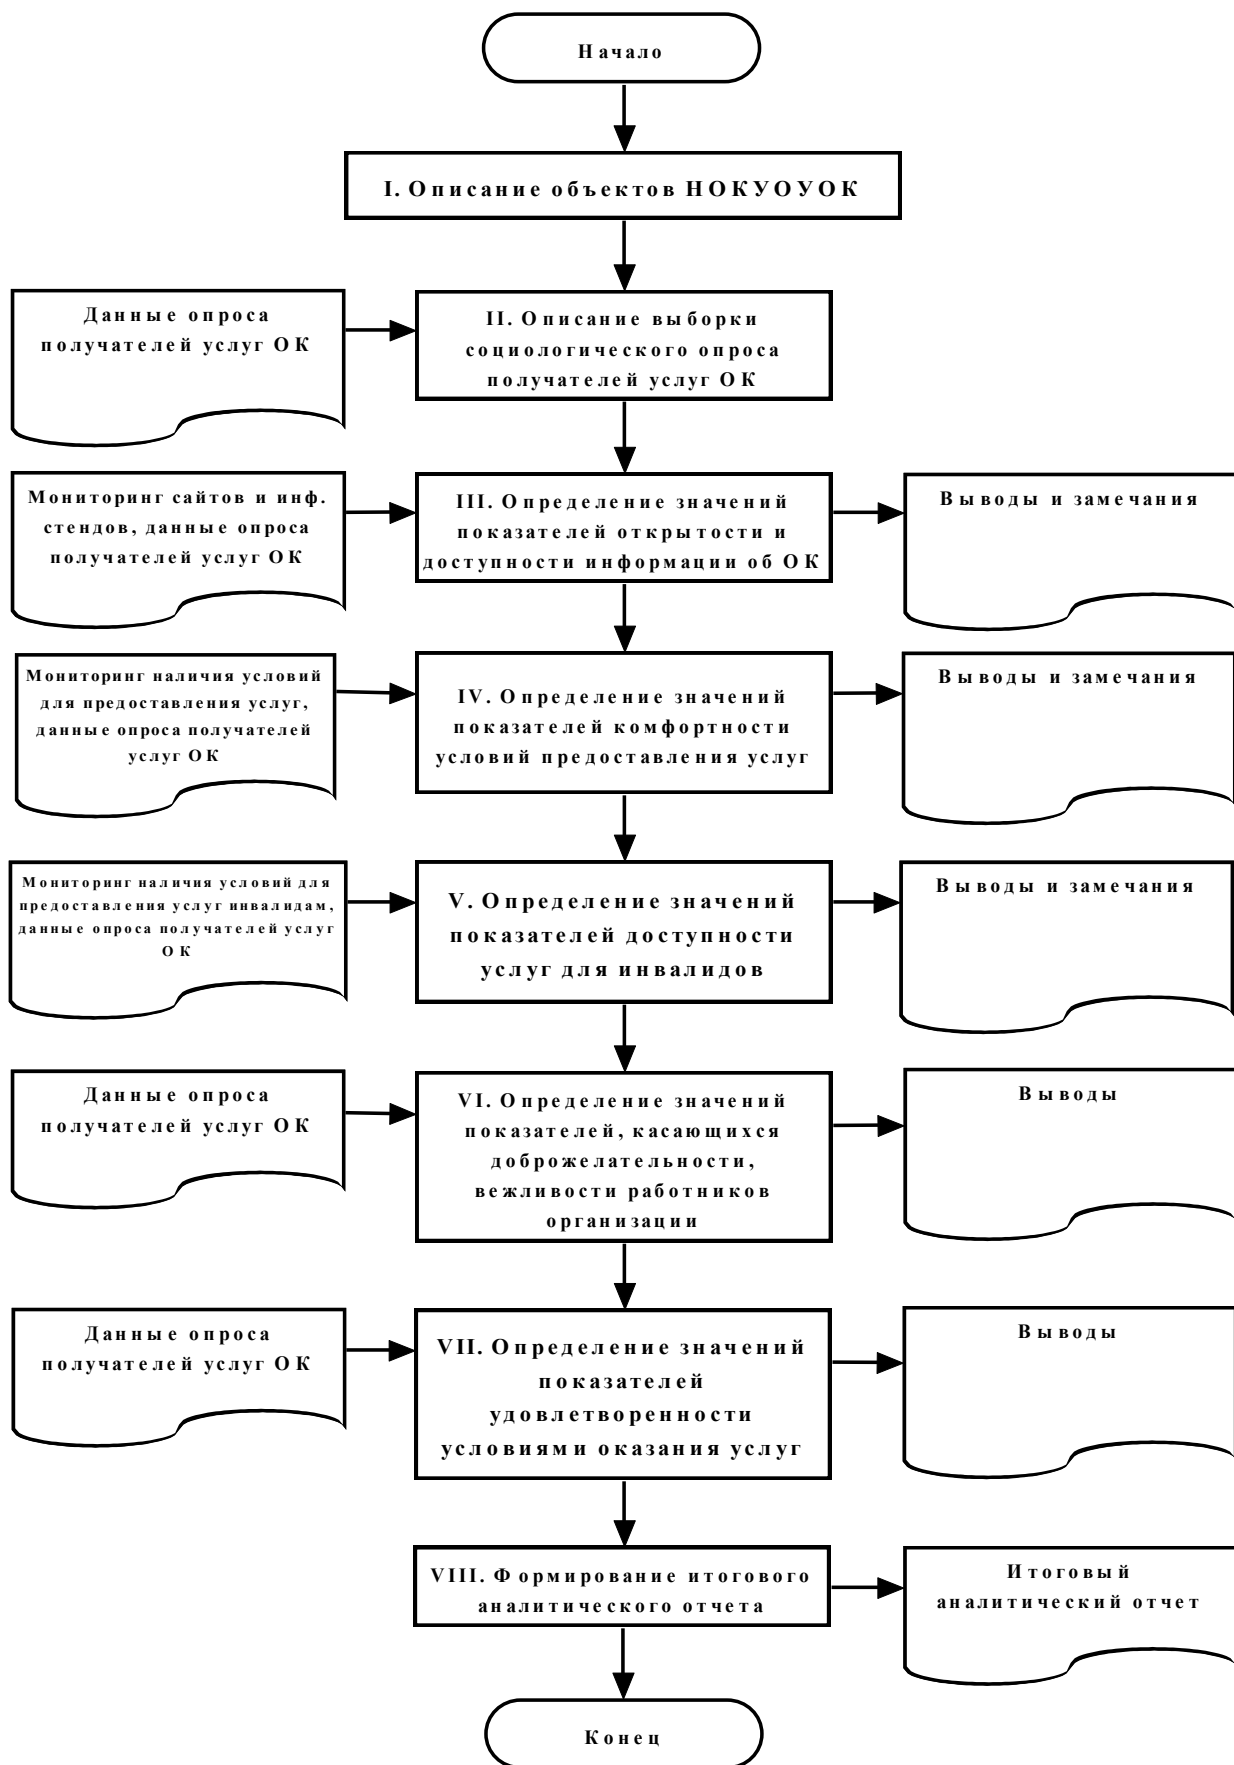 Начало
I. Описание объектов НОКУОУОК
Данные опроса
получателей услуг ОК
II. Описание выборки
социологического опроса
получателей услуг ОК
Мониторинг сайтов и инф.
стендов, данные опроса
получателей услуг ОК
III. Определение значений
показателей открытости и
доступности информации об ОК
Выводы и замечания
Мониторинг наличия условий
для предоставления услуг,
данные опроса получателей
услуг ОК
IV. Определение значений
показателей комфортности
условий предоставления услуг
Выводы и замечания
Мониторинг наличия условий для
предоставления услуг инвалидам,
данные опроса получателей услуг
ОК
V. Определение значений
показателей доступности
услуг для инвалидов
Выводы и замечания
Данные опроса
получателей услуг ОК
VI. Определение значений
показателей, касающихся
доброжелательности,
вежливости работников
организации
Выводы
Данные опроса
получателей услуг ОК
VII. Определение значений
показателей
удовлетворенности
условиями оказания услуг
Выводы
VIII. Формирование итогового
аналитического отчета
Итоговый
аналитический отчет
Конец